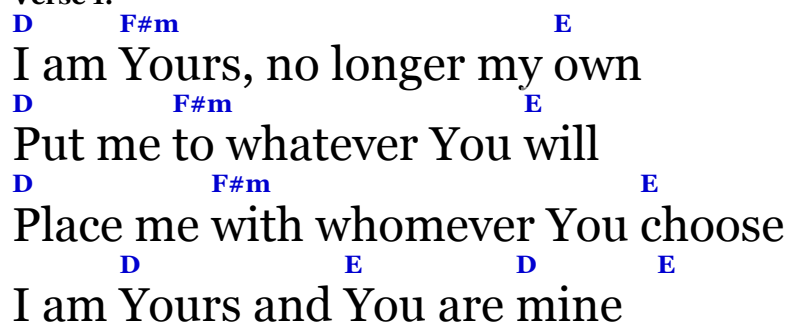 Verse 1:
D F#m E
I am Yours, no longer my own
D F#m E
Put me to whatever You will
D F#m E
Place me with whomever You choose
D E D E
I am Yours and You are mine